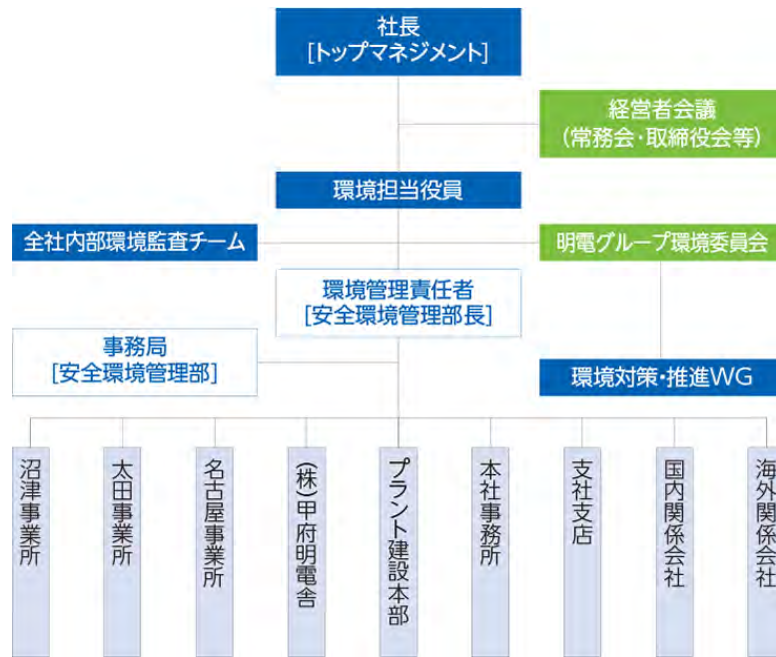 社長
[トップマネジメント]
経営者会議
(常務会・取締役会等)
環境担当役員
全社内部環境監査チーム
明電グループ環境委員会
環境管理責任者
[安全環境管理部長]
事務局
[安全環境管理部]
環境対策・推進WG
沼津事業所
太田事業所
名古屋事業所
(株)甲府明電舎
プラント建設本部
本社事務所
支社支店
国内関係会社
海外関係会社